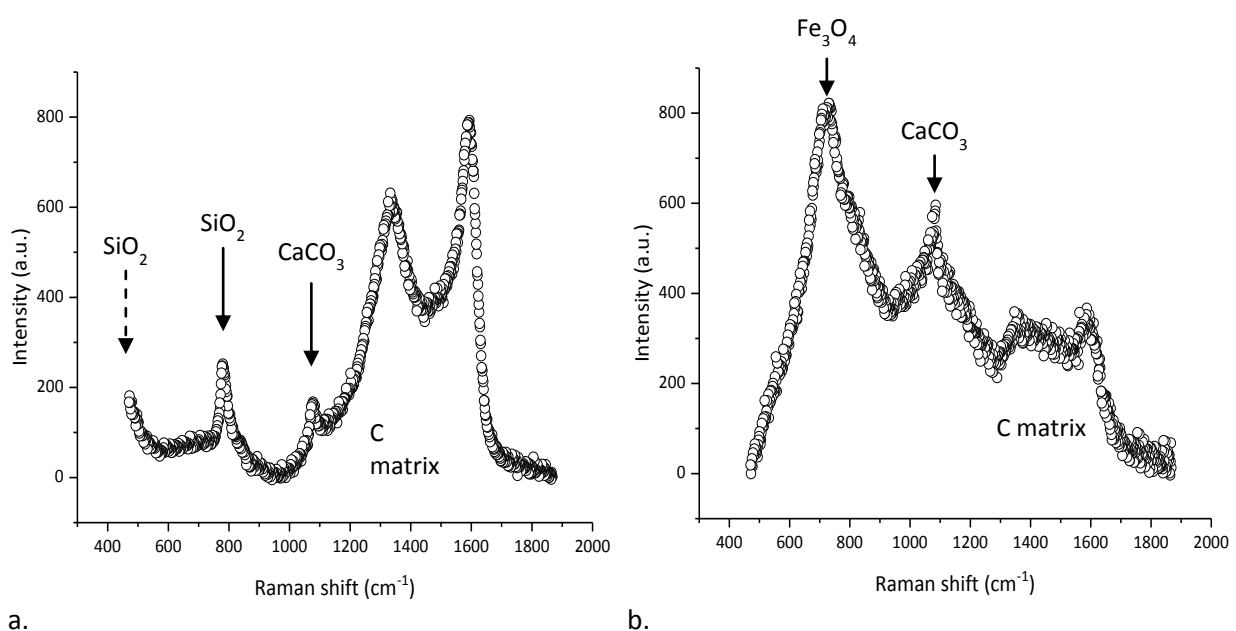 SiO₂
SiO₂
CaCO₃
C
matrix
Intensity (a.u.)
800
600
400
200
0
400 600 800 1000 1200 1400 1600 1800 2000
Raman shift (cm⁻¹)
a.
Fe₃O₄
CaCO₃
C matrix
Intensity (a.u.)
800
600
400
200
0
400 600 800 1000 1200 1400 1600 1800 2000
Raman shift (cm⁻¹)
b.